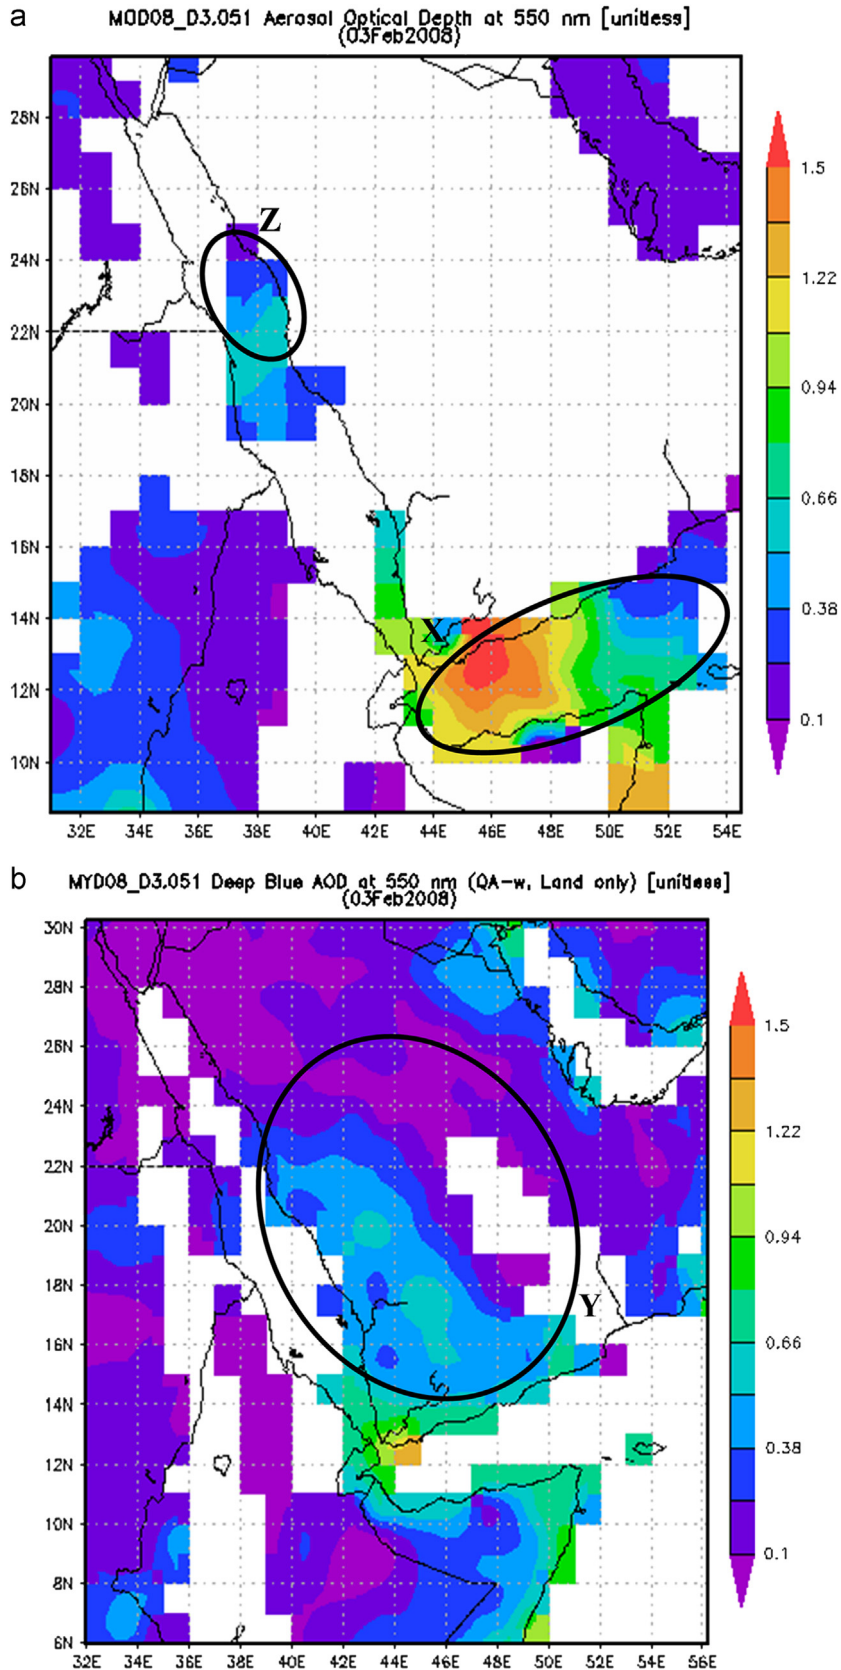 a
MOD08_D3.051 Aerosol Optical Depth at 550 nm [unitless]
(03Feb2008)
28N
26N
24N
22N
20N
18N
16N
14N
12N
10N
Z
X
32E 34E 36E 38E 40E 42E 44E 46E 48E 50E 52E 54E
1.5
1.22
0.94
0.66
0.38
0.1
b
MYD08_D3.051 Deep Blue AOD at 550 nm (QA-w, Land only) [unitless]
(03Feb2008)
30N
28N
26N
24N
22N
20N
18N
16N
14N
12N
10N
8N
6N
Y
32E 34E 36E 38E 40E 42E 44E 46E 48E 50E 52E 54E 56E
1.5
1.22
0.94
0.66
0.38
0.1